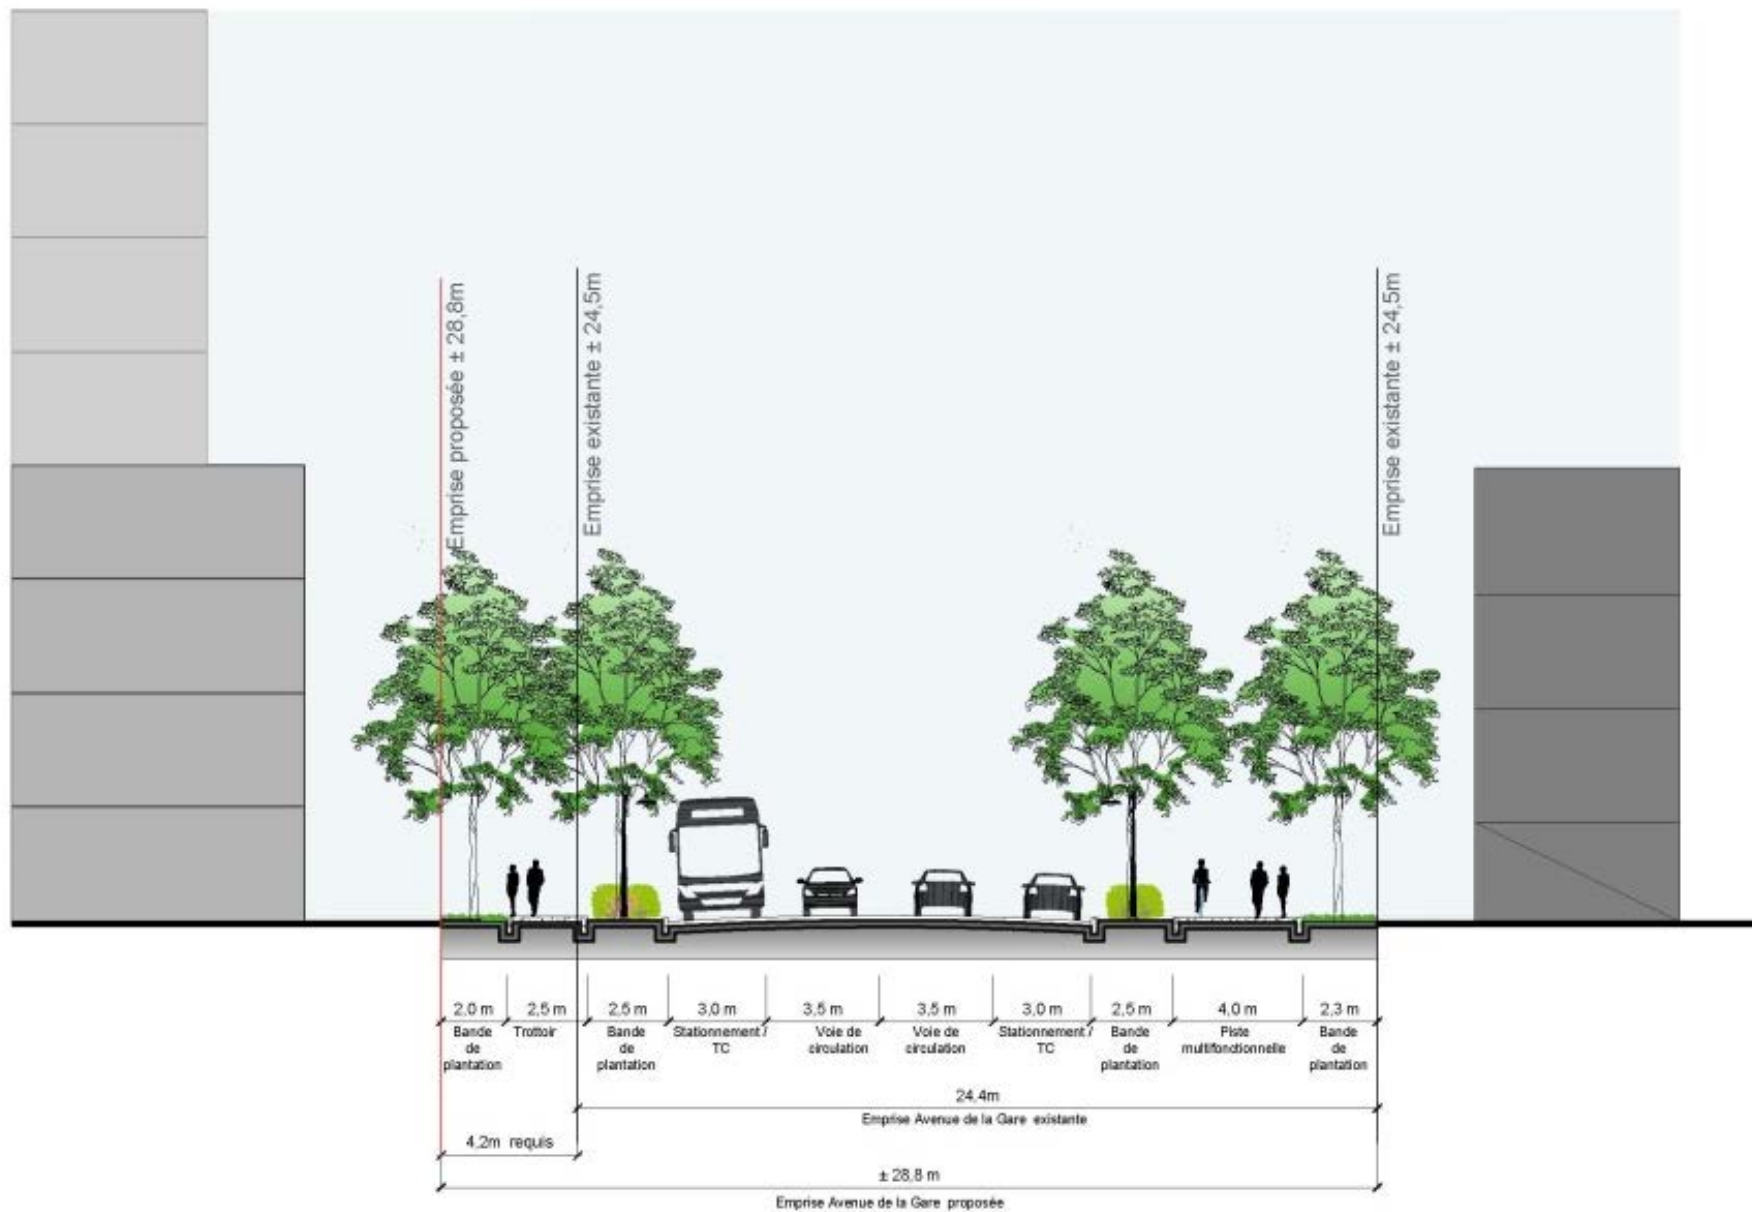 Emprise proposée ± 28,8m
Emprise existante ± 24,5m
Emprise existante ± 24,5m
2,0 m
2,5 m
2,5 m
3,0 m
3,5 m
3,5 m
3,0 m
2,5 m
4,0 m
2,3 m
Bande
de
plantation
Trottoir
Bande
de
plantation
Stationnement /
TC
Voie de
circulation
Voie de
circulation
Stationnement /
TC
Bande
de
plantation
Piste
multifonctionnelle
Bande
de
plantation
24,4m
Emprise Avenue de la Gare existante
4,2m requis
± 28,8 m
Emprise Avenue de la Gare proposée